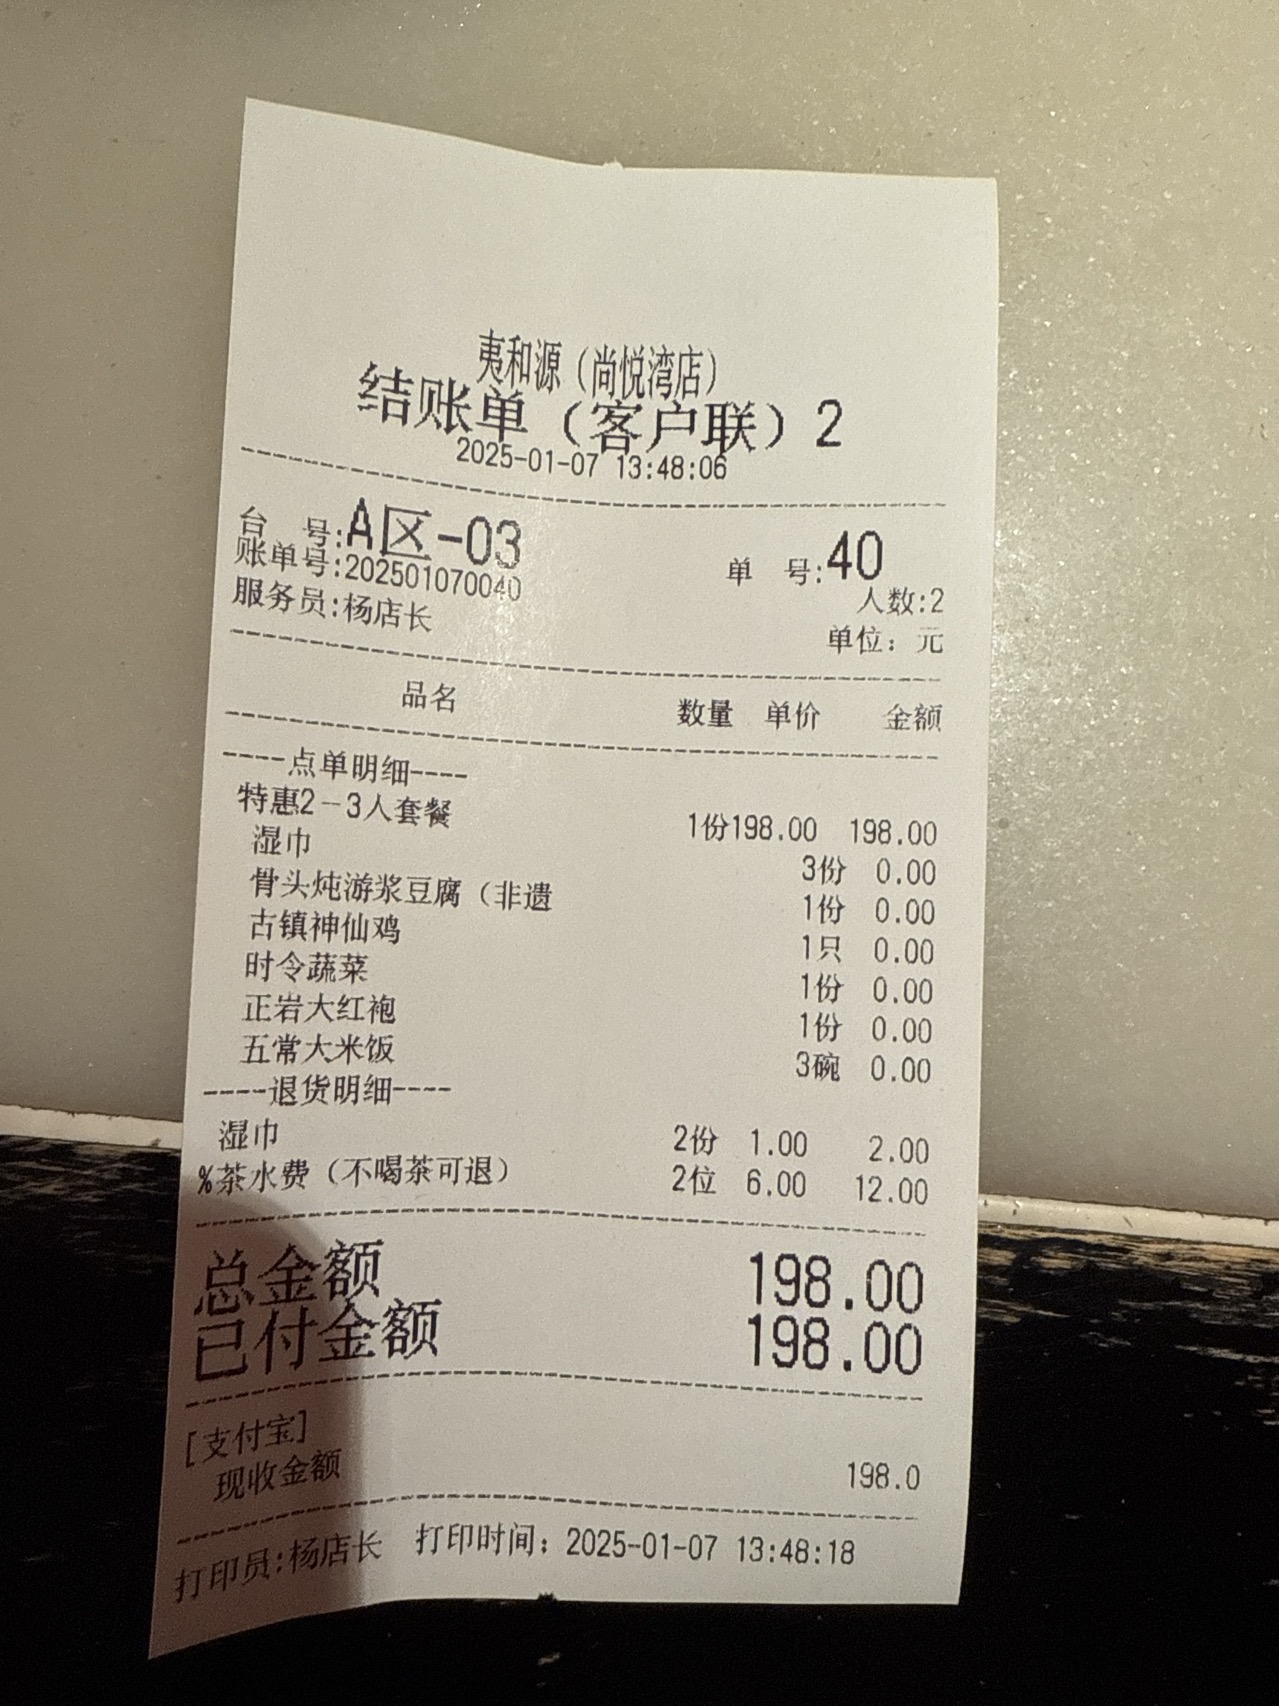 夷和源（尚悦湾店）
结账单（客户联）2
2025-01-07 13:48:06
台 号:A区-03 单 号:40
账单号:202501070040 人数:2
服务员:杨店长 单位：元
品名 数量 单价 金额
----点单明细----
特惠2-3人套餐 1份198.00 198.00
湿巾 3份 0.00
骨头炖游浆豆腐（非遗 1份 0.00
古镇神仙鸡 1只 0.00
时令蔬菜 1份 0.00
正岩大红袍 1份 0.00
五常大米饭 3碗 0.00
----退货明细----
湿巾 2份 1.00 2.00
%茶水费（不喝茶可退） 2位 6.00 12.00
总金额 198.00
已付金额 198.00
[支付宝]
现收金额 198.0
打印员:杨店长 打印时间：2025-01-07 13:48:18